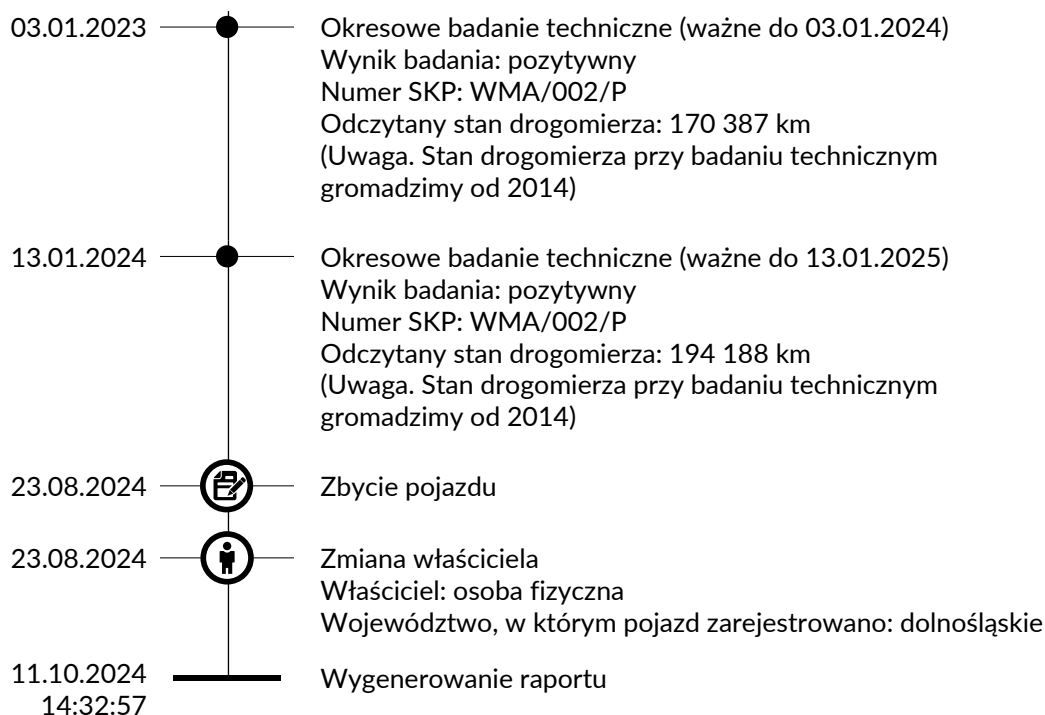 03.01.2023 Okresowe badanie techniczne (ważne do 03.01.2024)
Wynik badania: pozytywny
Numer SKP: WMA/002/P
Odczytany stan drogomierza: 170 387 km
(Uwaga. Stan drogomierza przy badaniu technicznym
gromadzimy od 2014)
13.01.2024 Okresowe badanie techniczne (ważne do 13.01.2025)
Wynik badania: pozytywny
Numer SKP: WMA/002/P
Odczytany stan drogomierza: 194 188 km
(Uwaga. Stan drogomierza przy badaniu technicznym
gromadzimy od 2014)
23.08.2024 Zbycie pojazdu
23.08.2024 Zmiana właściciela
Właściciel: osoba fizyczna
Województwo, w którym pojazd zarejestrowano: dolnośląskie
11.10.2024 Wygenerowanie raportu
14:32:57